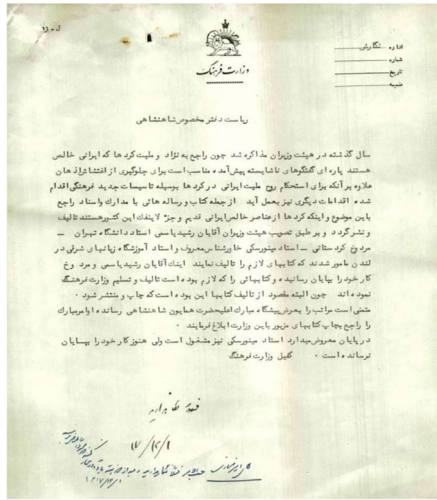 ل - زد
وزارت فرهنگ
اداره نگارش
شماره
تاریخ
ضمیمه
ریاست دفتر مخصوص شاهنشاهی
سال گذشته در هیئت وزیران مذاکره شد چون راجع به نژاد و ملیت کردها که ایرانی خالص
هستند پاره ای گفتگوهای ناشایسته پیش آمده مناسب است برای جلوگیری از اغتشاش اذهان
علاوه بر آنکه برای استحکام روح ملیت ایرانی در کردها بوسیله تاسیسات جدید فرهنگی اقدام
شده اقدامات دیگری نیز بعمل آید از جمله کتاب و رساله هائی با مدارک و اسناد راجع
باین موضوع و اینکه کردها از عناصر خالص ایرانی قدیم و جزء لاینفک این کشور هستند تالیف
و نشر گردد و بر طبق تصویب هیئت وزیران آقایان رشید یاسمی استاد دانشگاه تهران -
مردوخ کردستانی - استاد مینورسکی خاورشناس معروف و استاد آموزشگاه زبانهای شرقی در
لندن مامور شدند که کتابهای لازم را تالیف نمایند اینک آقایان رشید یاسمی و مردوخ
کار خود را بپایان رسانیده و کتابهائی را که لازم بوده است تالیف و تسلیم وزارت فرهنگ
نموده اند چون البته مقصود از تالیف کتابها این بوده است که چاپ و منتشر شود
متمنی است مراتب را بعرض پیشگاه مبارک اعلیحضرت همایون شاهنشاهی رسانده اوامر مبارک
را راجع بچاپ کتابهای مزبور باین وزارت ابلاغ فرمایند
در پایان معروض میدارد استاد مینورسکی نیز مشغول است ولی هنوز کار خود را بپایان
نرسانده است کفیل وزارت فرهنگ
۱۷/۱۲/۱